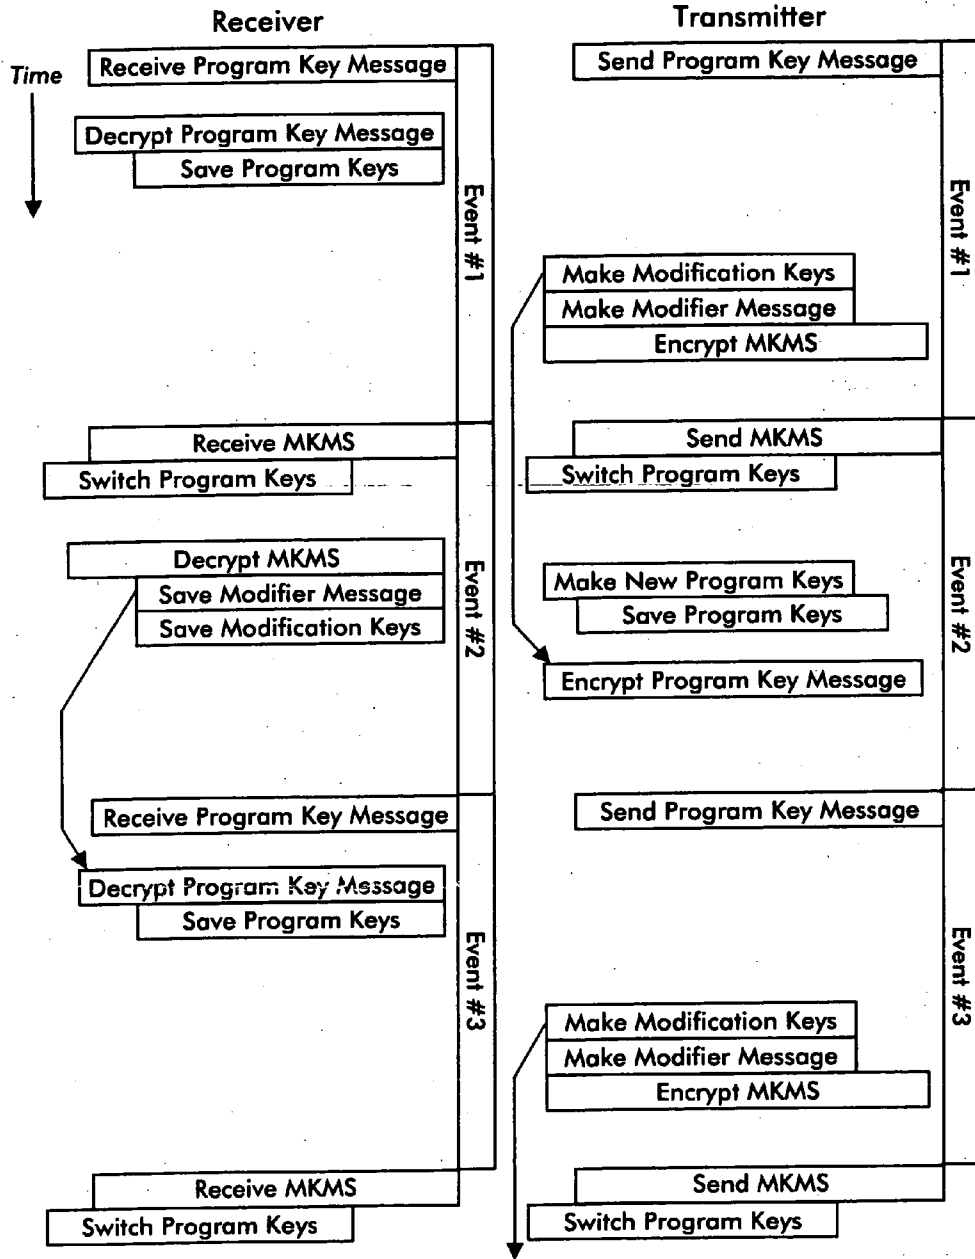 Receiver
Time
Receive Program Key Message
Decrypt Program Key Message
Save Program Keys
Event #1
Receive MKMS
Switch Program Keys
Decrypt MKMS
Save Modifier Message
Save Modification Keys
Event #2
Receive Program Key Message
Decrypt Program Key Message
Save Program Keys
Event #3
Receive MKMS
Switch Program Keys
Transmitter
Send Program Key Message
Event #1
Make Modification Keys
Make Modifier Message
Encrypt MKMS
Send MKMS
Switch Program Keys
Make New Program Keys
Save Program Keys
Event #2
Encrypt Program Key Message
Send Program Key Message
Event #3
Make Modification Keys
Make Modifier Message
Encrypt MKMS
Send MKMS
Switch Program Keys